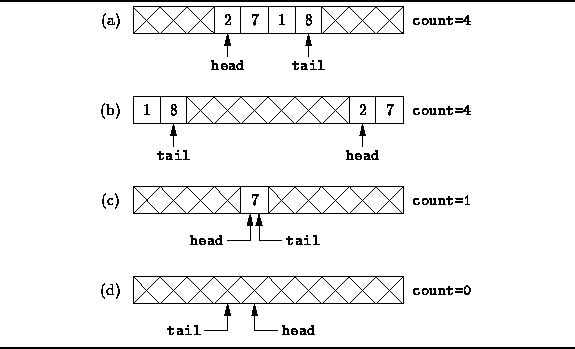 (a) 2 7 1 8 count=4
head tail
(b) 1 8 2 7 count=4
tail head
(c) 7 count=1
head tail
(d) count=0
tail head